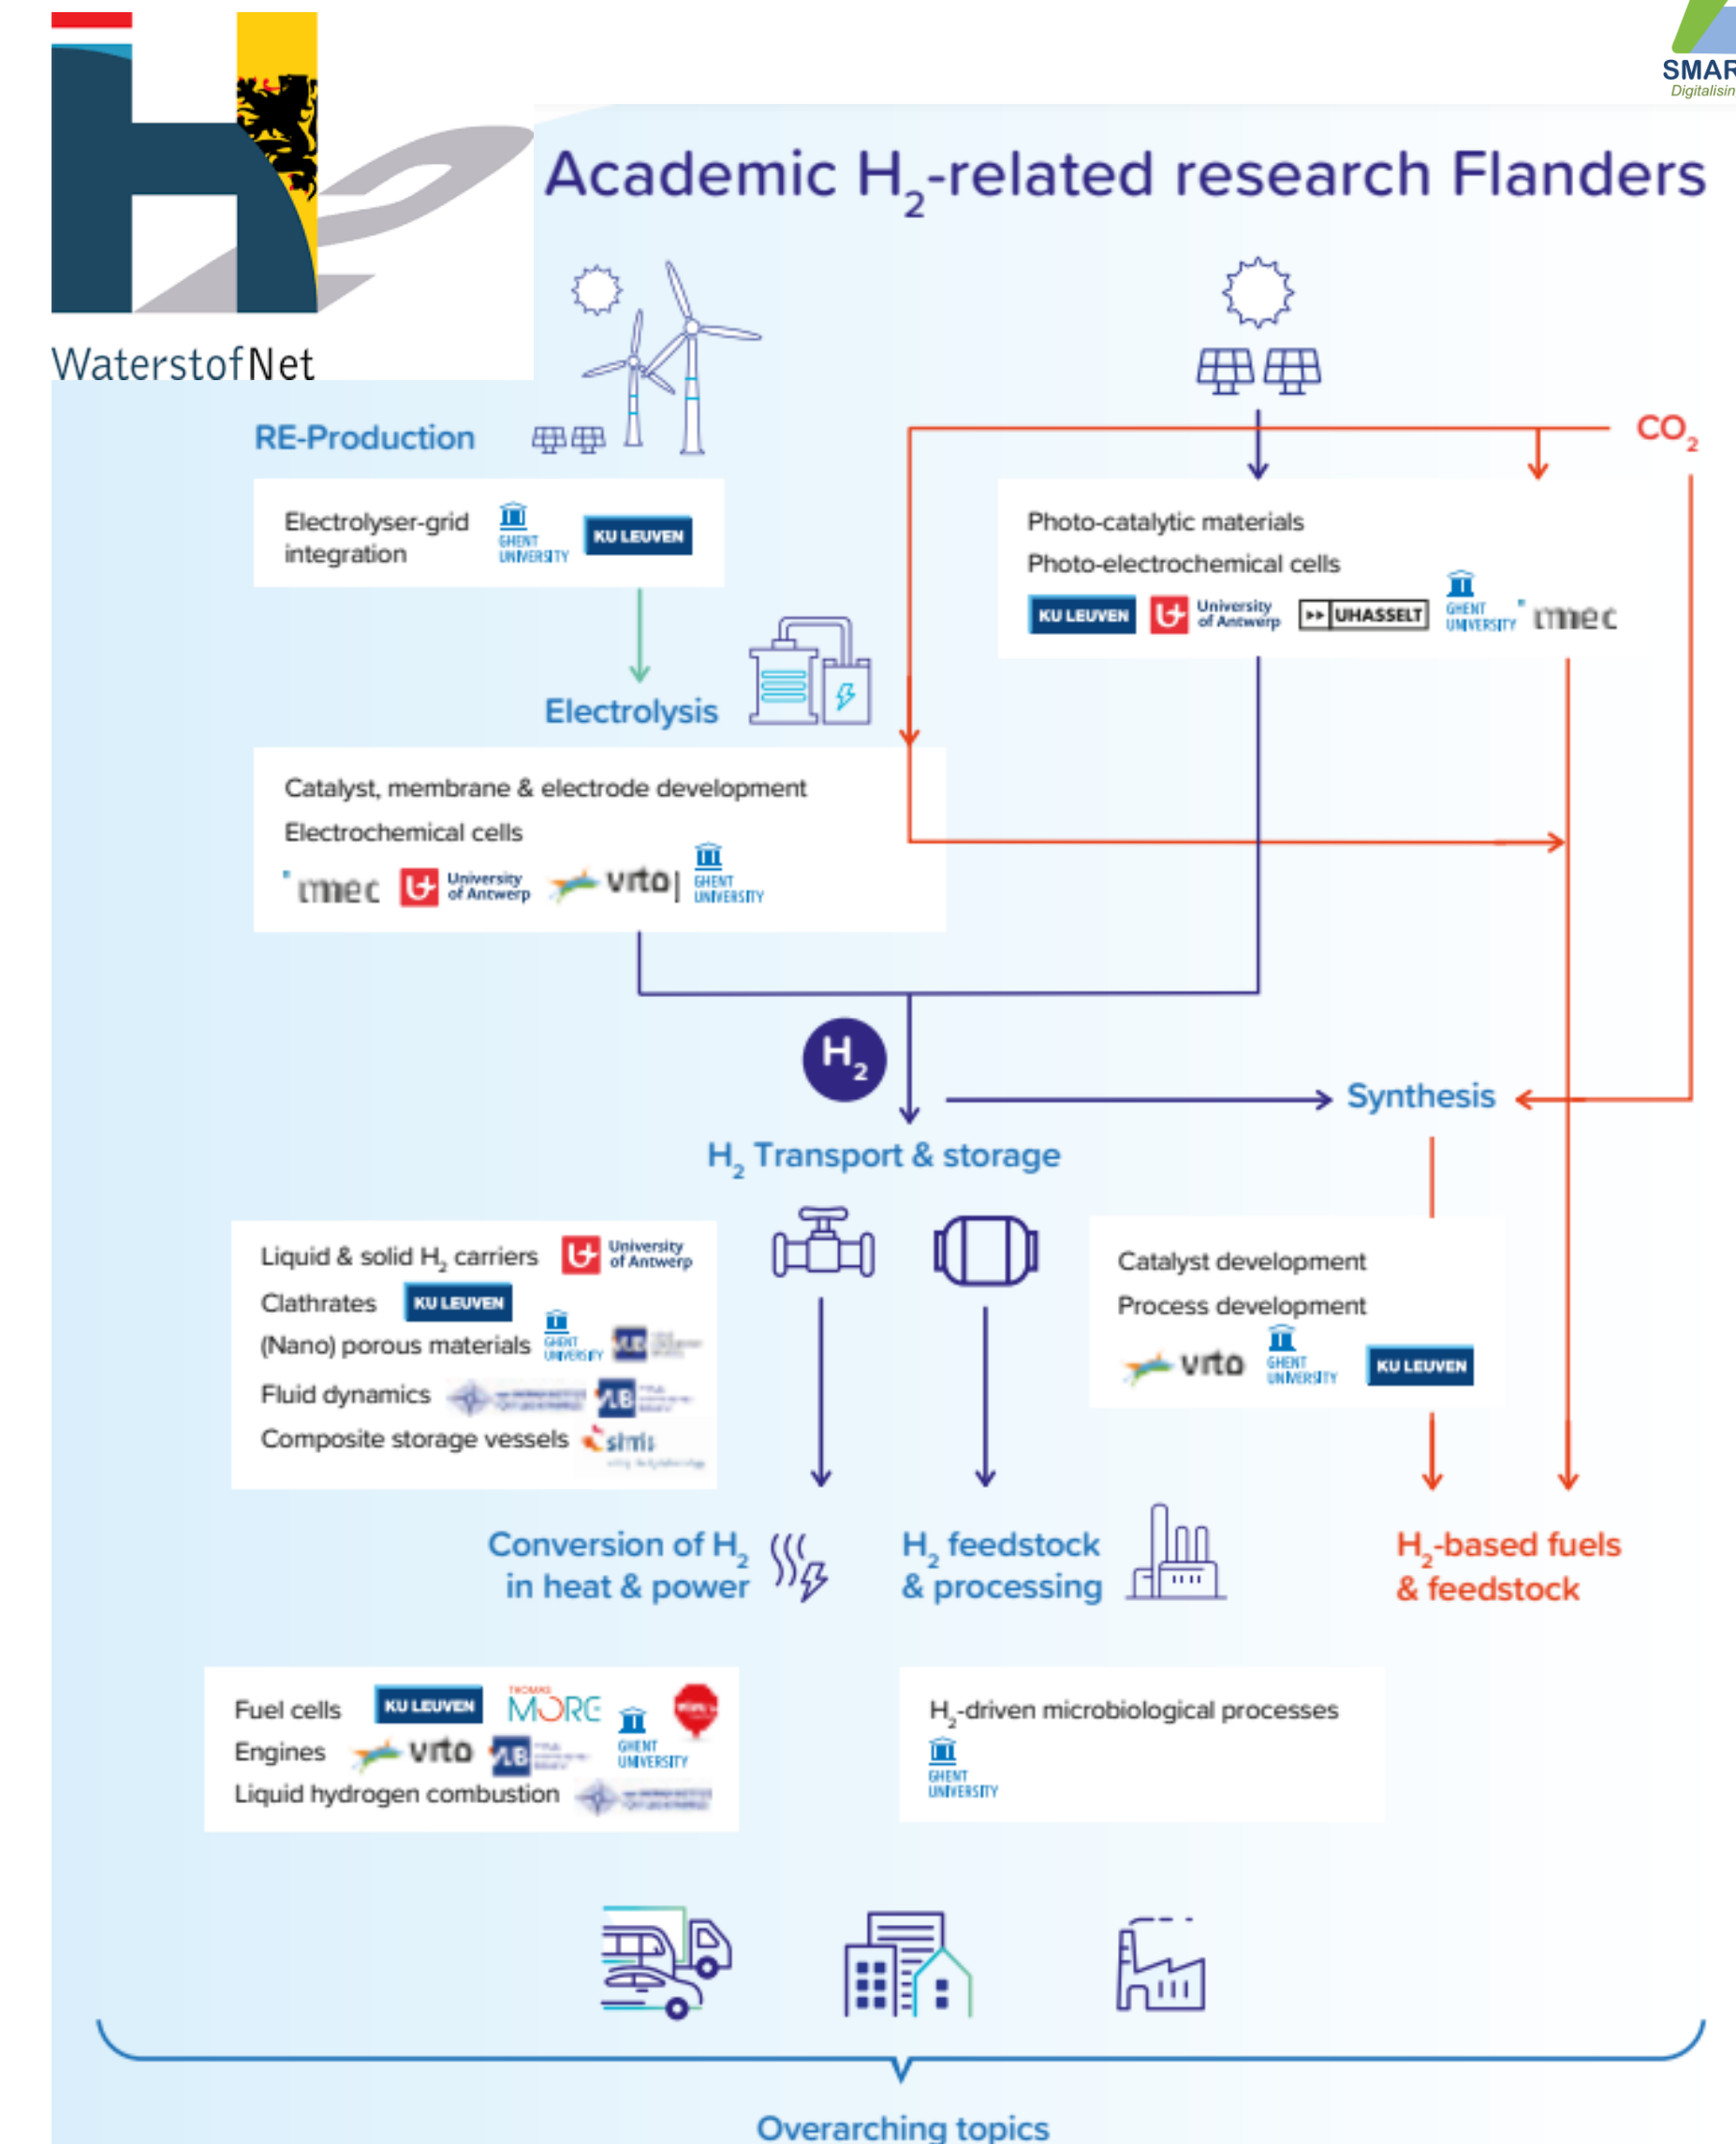 SMAR
Digitalisin
WaterstofNet
Academic H₂-related research Flanders
CO₂
RE-Production
Electrolyser-grid
integration
GHENT
UNIVERSITY
KU LEUVEN
Photo-catalytic materials
Photo-electrochemical cells
KU LEUVEN
University
of Antwerp
UHASSELT
GHENT
UNIVERSITY
imec
Electrolysis
Catalyst, membrane & electrode development
Electrochemical cells
imec
University
of Antwerp
vito
GHENT
UNIVERSITY
H₂
Synthesis
H₂ Transport & storage
Liquid & solid H₂ carriers
University
of Antwerp
Clathrates
KU LEUVEN
(Nano) porous materials
GHENT
UNIVERSITY
VUB
Fluid dynamics
VUB
Composite storage vessels
sim
Catalyst development
Process development
vito
GHENT
UNIVERSITY
KU LEUVEN
Conversion of H₂
in heat & power
H₂ feedstock
& processing
H₂-based fuels
& feedstock
Fuel cells
KU LEUVEN
THOMAS
MORE
Engines
vito
VUB
GHENT
UNIVERSITY
Liquid hydrogen combustion
H₂-driven microbiological processes
GHENT
UNIVERSITY
Overarching topics